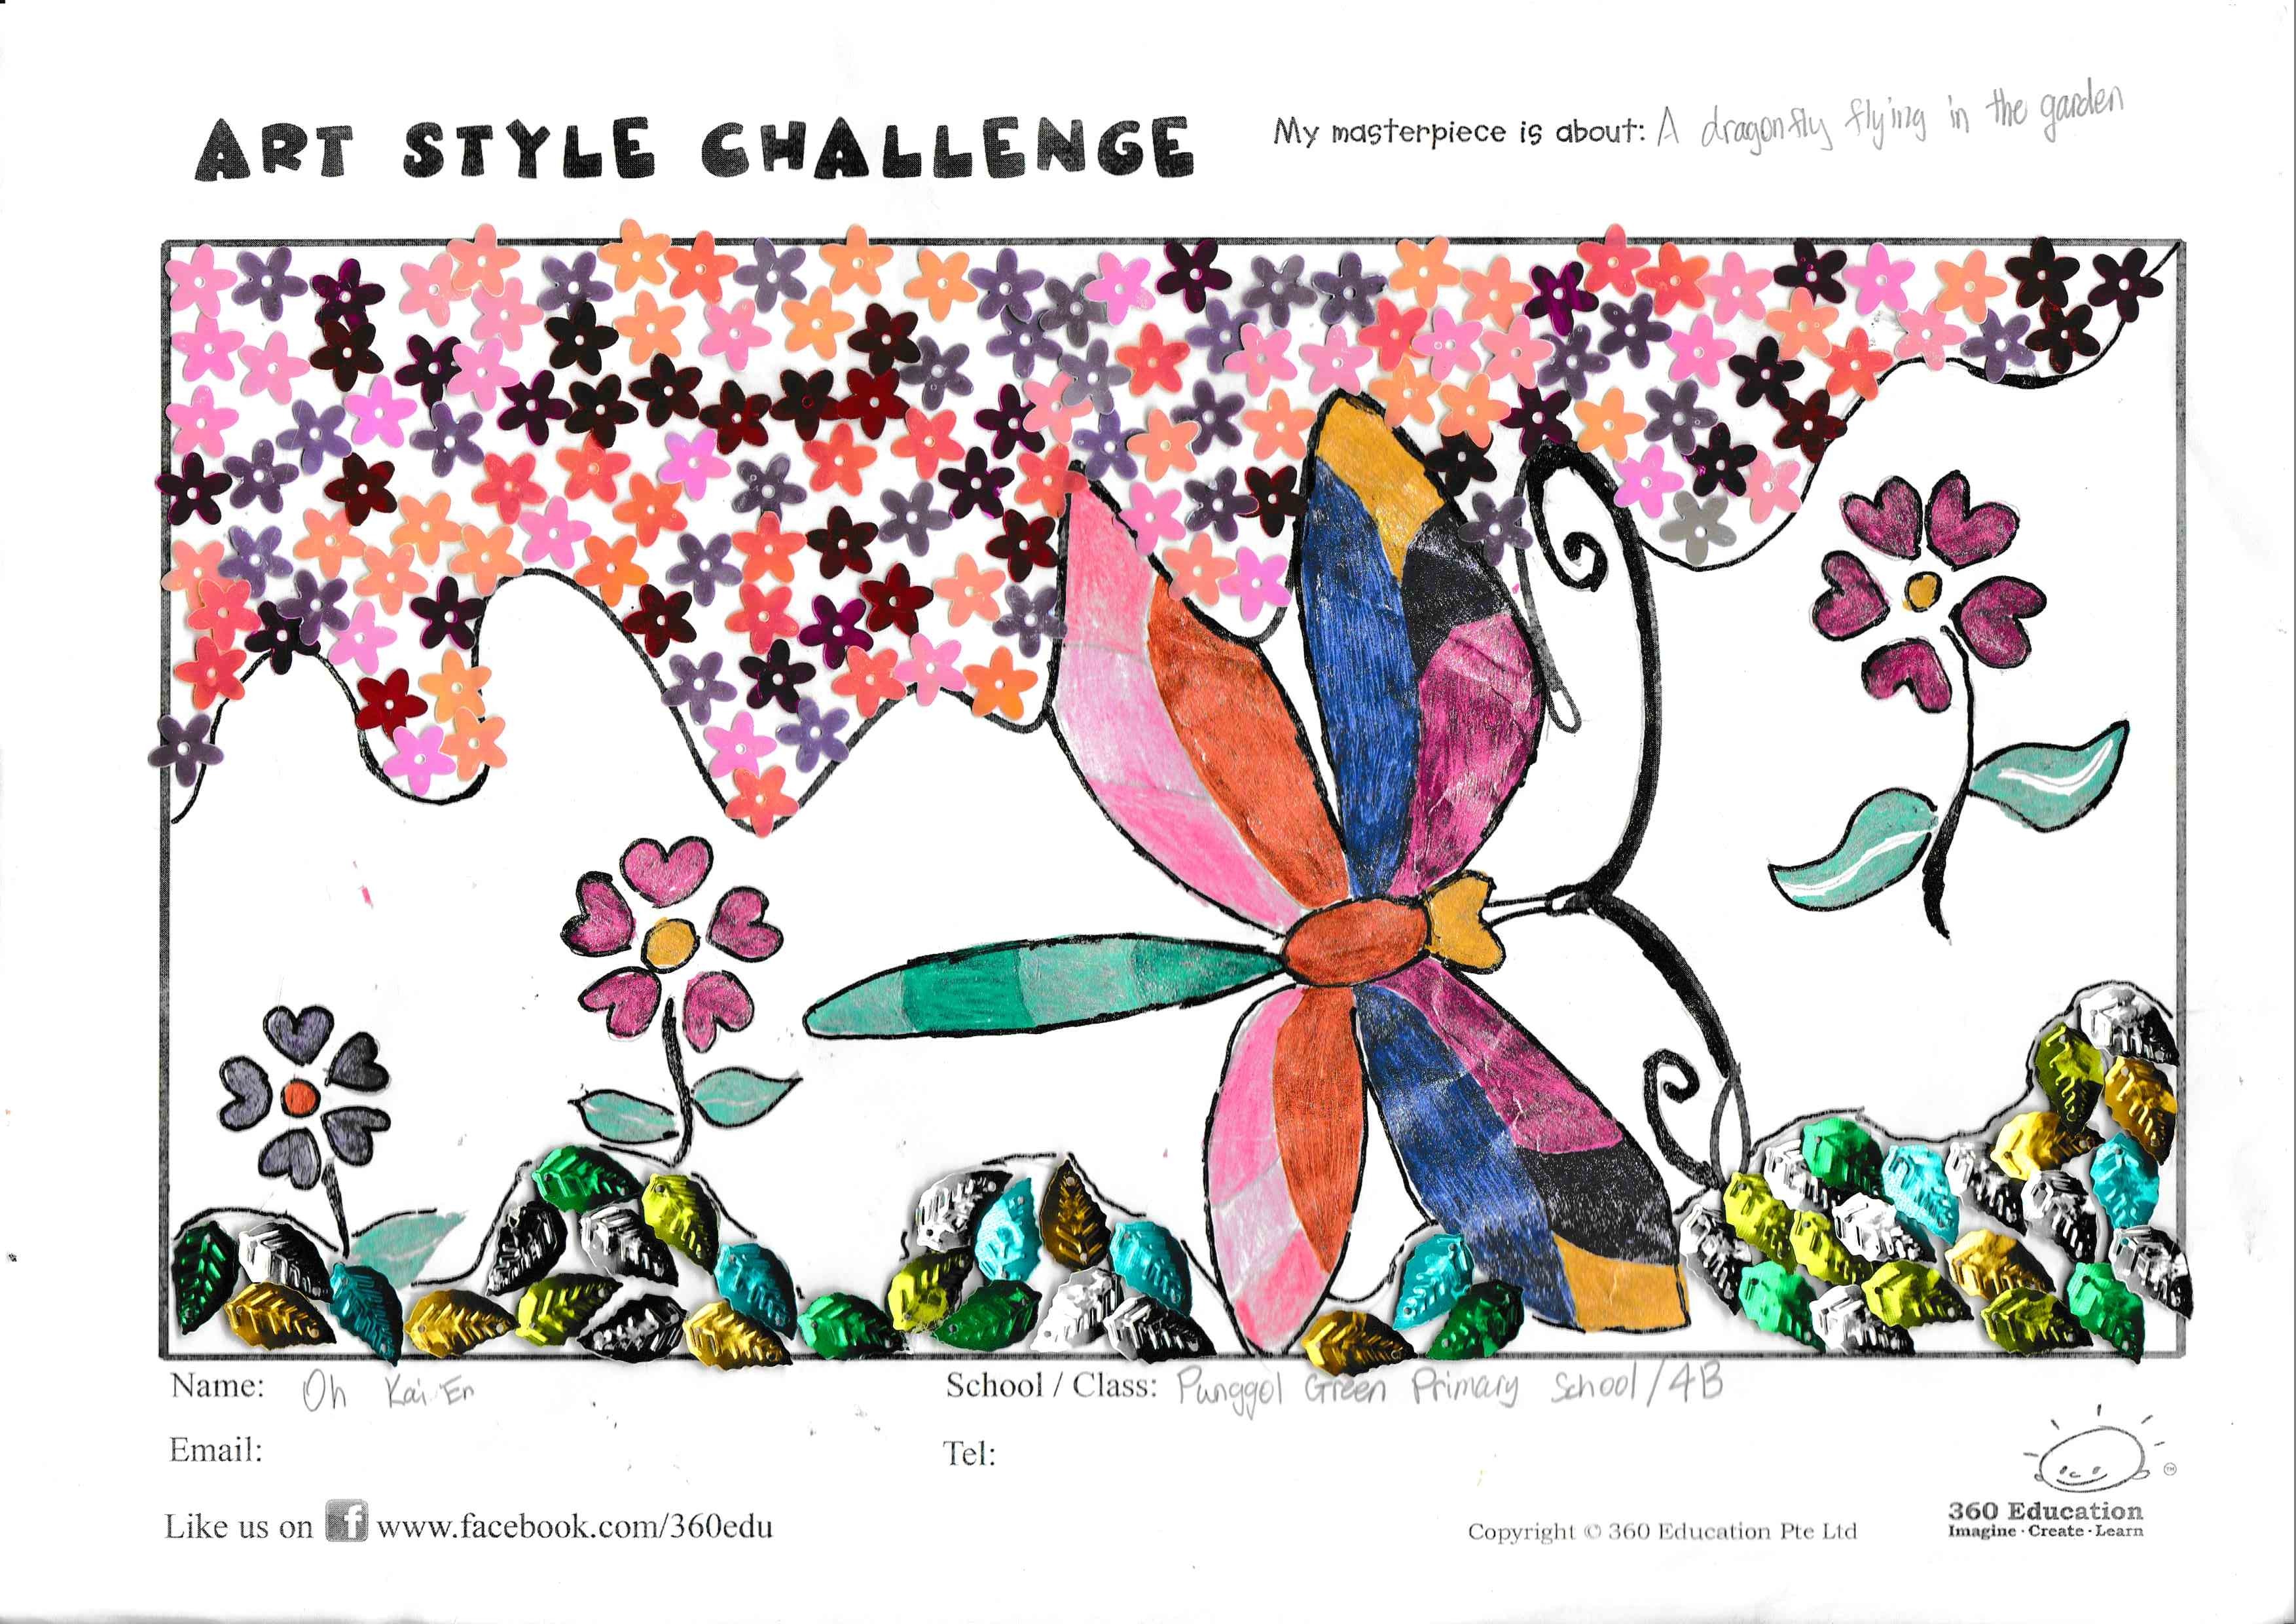 ART STYLE CHALLENGE
My masterpiece is about: A dragonfly flying in the garden
Name: Oh Kai En
School / Class: Punggol Green Primary School / 4B
Email:
Tel:
Like us on f www.facebook.com/360edu
Copyright © 360 Education Pte Ltd
TM
360 Education
Imagine · Create · Learn